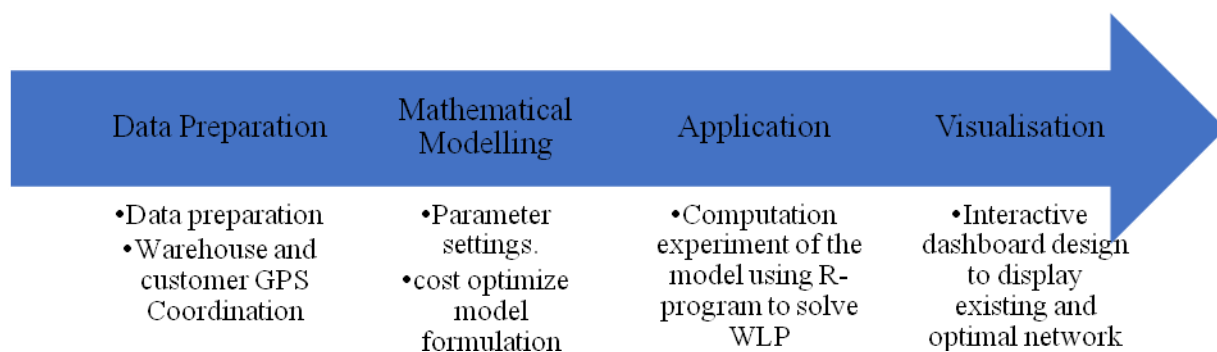 Data Preparation
Mathematical
Modelling
Application
Visualisation
•Data preparation
•Warehouse and
customer GPS
Coordination
•Parameter
settings.
•cost optimize
model
formulation
•Computation
experiment of the
model using R-
program to solve
WLP
•Interactive
dashboard design
to display
existing and
optimal network